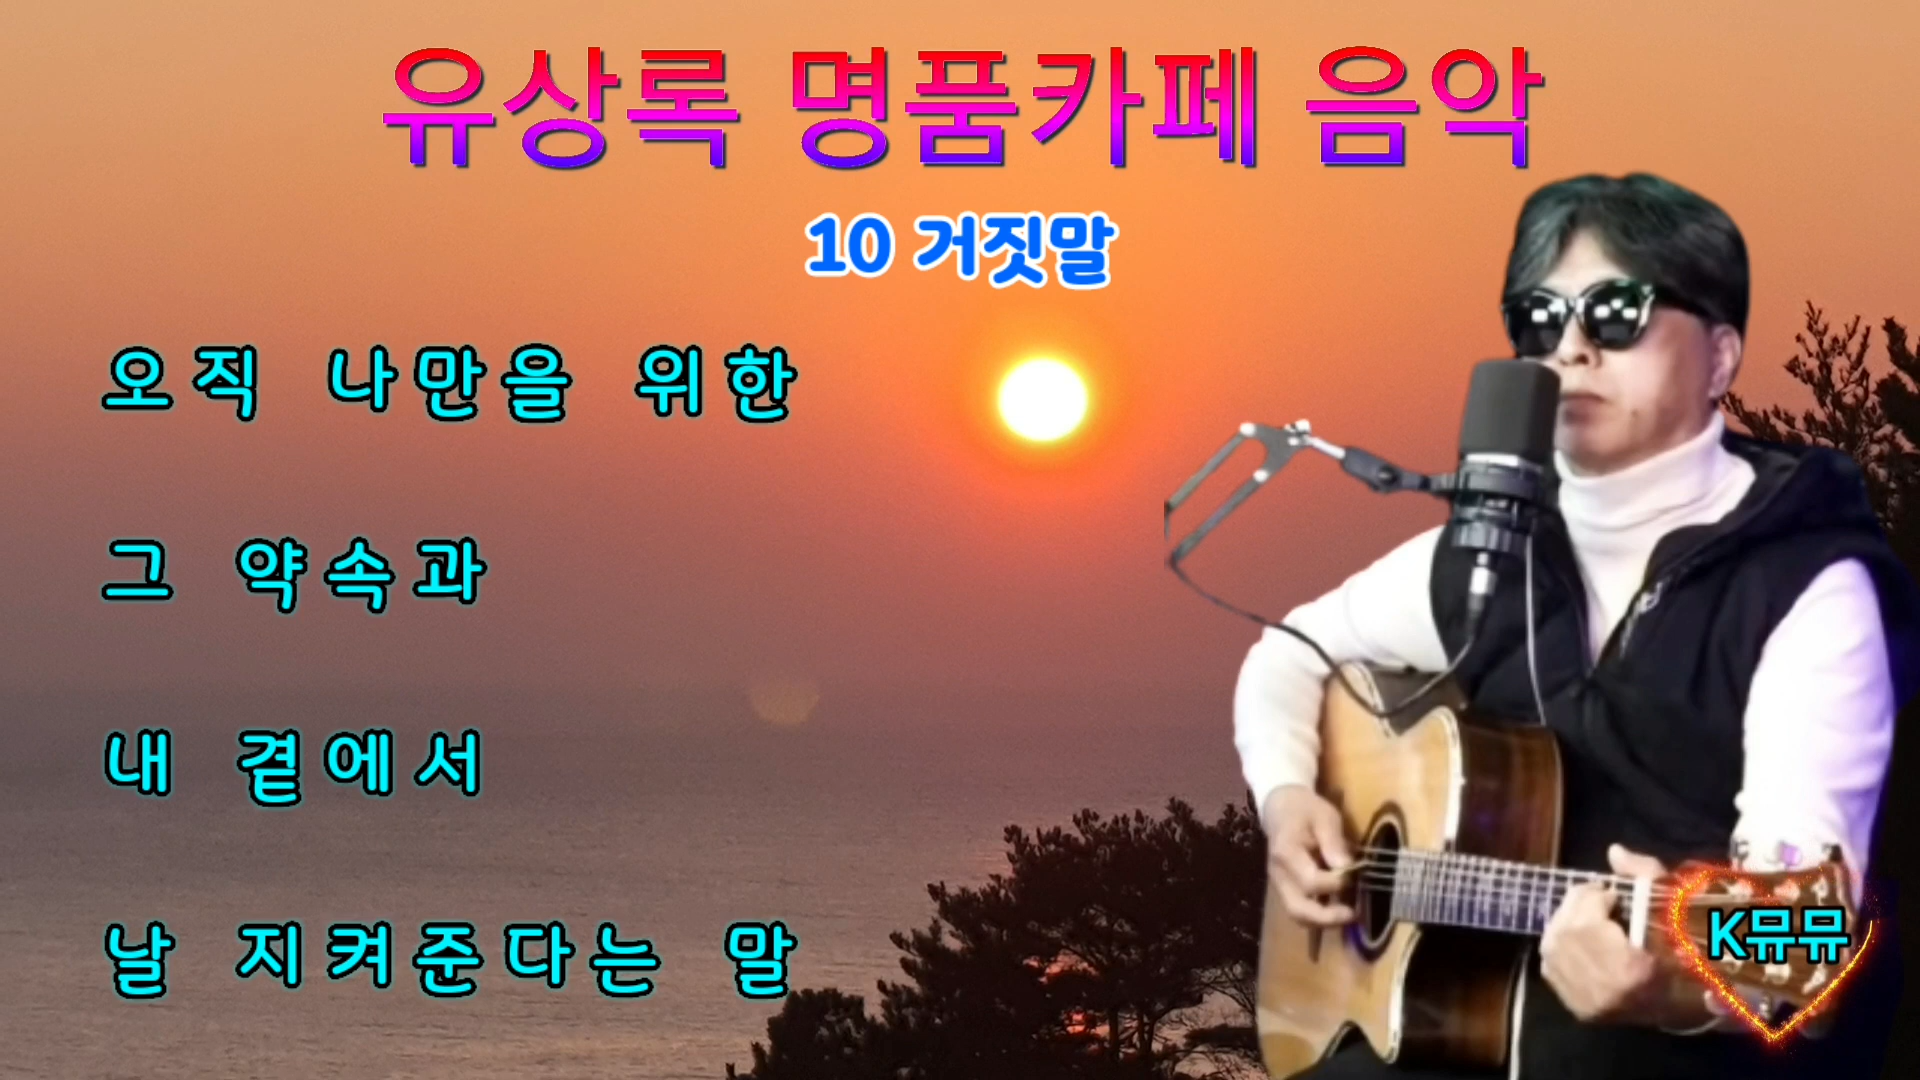 유상록 명품카페 음악
10 거짓말
오직 나만을 위한
그 약속과
내 곁에서
날 지켜준다는 말
K뮤뮤